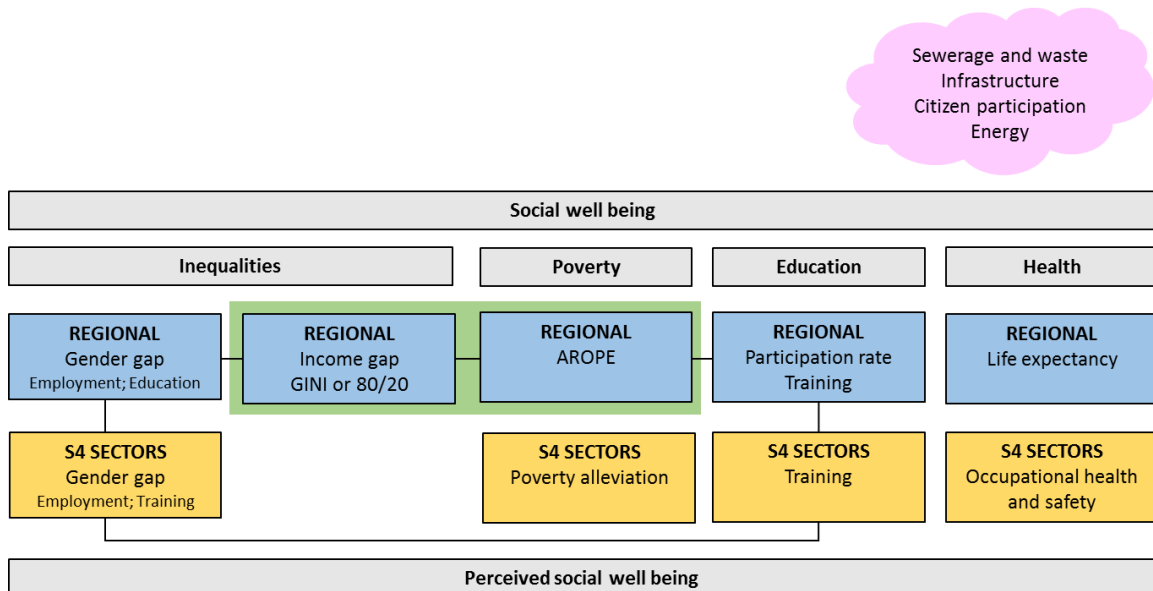 Sewerage and waste
Infrastructure
Citizen participation
Energy
Social well being
Inequalities
Poverty
Education
Health
REGIONAL
Gender gap
Employment; Education
REGIONAL
Income gap
GINI or 80/20
REGIONAL
AROPE
REGIONAL
Participation rate
Training
REGIONAL
Life expectancy
S4 SECTORS
Gender gap
Employment; Training
S4 SECTORS
Poverty alleviation
S4 SECTORS
Training
S4 SECTORS
Occupational health
and safety
Perceived social well being